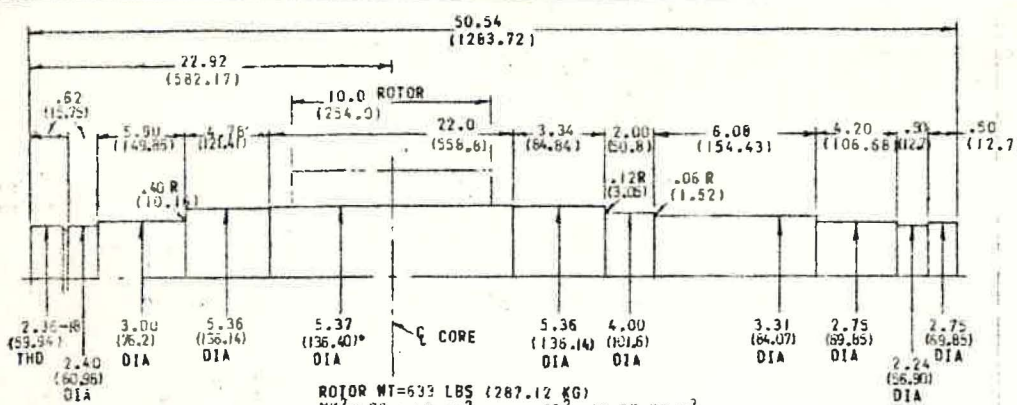 50.54
(1283.72)
22.92
(582.17)
.62
(15.75)
10.0 ROTOR
(254.0)
5.90
(149.86)
4.78
(121.41)
22.0
(558.8)
3.34
(84.84)
2.00
(50.8)
6.08
(154.43)
4.20
(106.68)
.50
(12.7)
.50
(12.7
.40 R
.12R
(3.05)
.06 R
(1.52)
2.36-18
(59.94)
THD
2.40
(60.96)
DIA
3.00
(76.2)
DIA
5.36
(136.14)
DIA
5.37
(136.40)*
DIA
℄ CORE
5.36
(136.14)
DIA
4.00
(101.6)
DIA
3.31
(84.07)
DIA
2.75
(69.85)
DIA
2.24
(56.90)
DIA
2.75
(69.85)
DIA
ROTOR WT=633 LBS (287.12 KG)